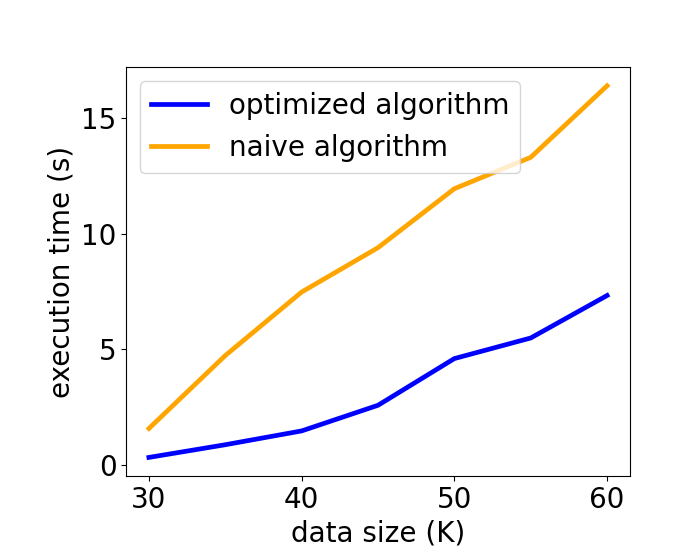 optimized algorithm
naive algorithm
15
10
5
0
execution time (s)
30 40 50 60
data size (K)